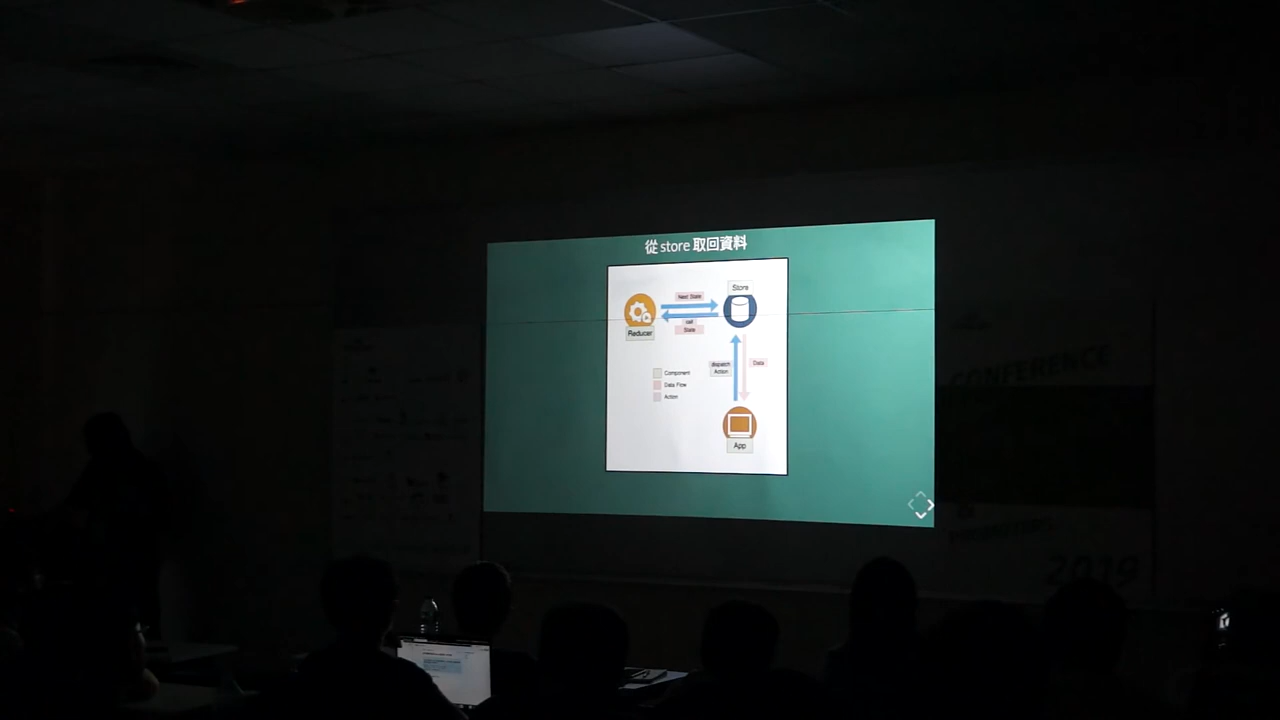 從 store 取回資料
Store
Next State
call
State
Reducer
dispatch
Action
Data
Component
Data Flow
Action
App
CONFERENCE
2019